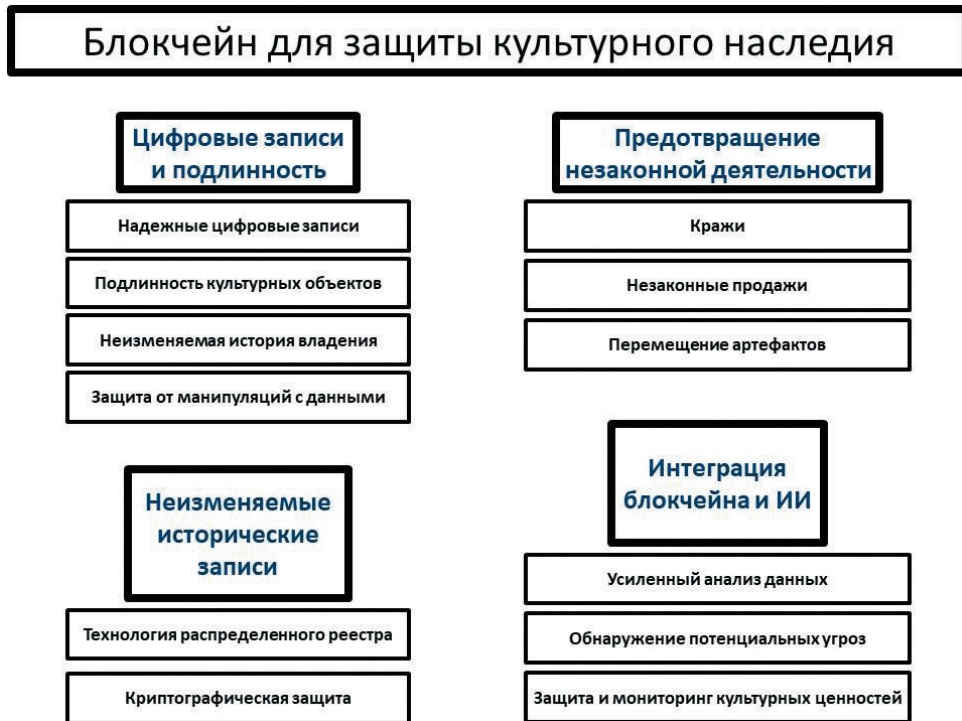 Блокчейн для защиты культурного наследия
Цифровые записи
и подлинность
Надежные цифровые записи
Подлинность культурных объектов
Неизменяемая история владения
Защита от манипуляций с данными
Предотвращение
незаконной деятельности
Кражи
Незаконные продажи
Перемещение артефактов
Неизменяемые
исторические
записи
Технология распределенного реестра
Криптографическая защита
Интеграция
блокчейна и ИИ
Усиленный анализ данных
Обнаружение потенциальных угроз
Защита и мониторинг культурных ценностей